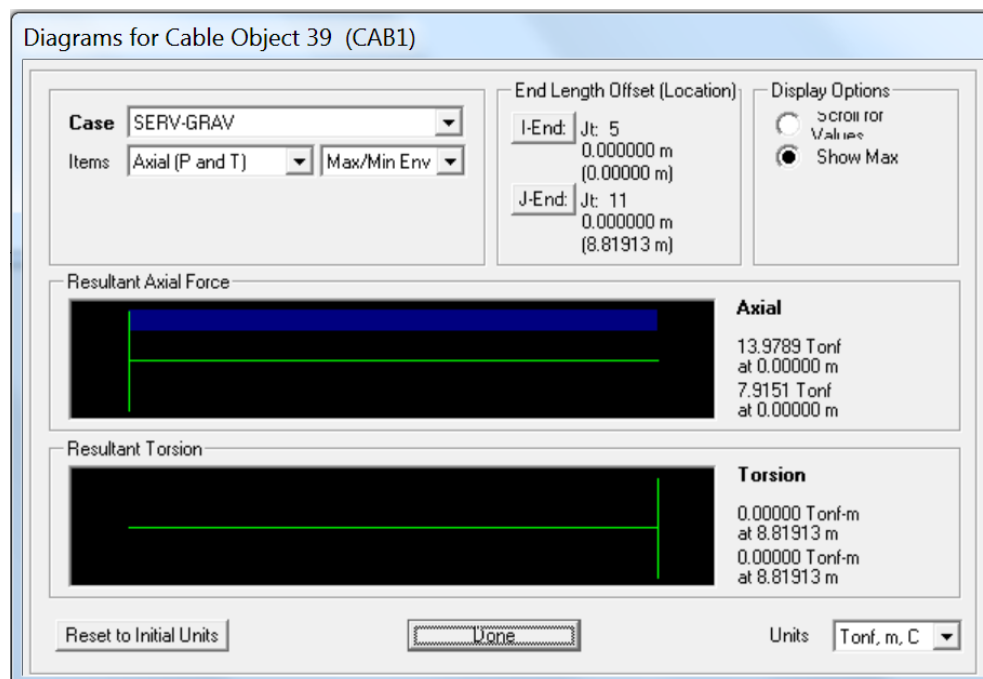 Diagrams for Cable Object 39 (CAB1)
Case SERV-GRAV
Items Axial (P and T) Max/Min Env
End Length Offset (Location)
I-End: Jt: 5
0.000000 m
(0.00000 m)
J-End: Jt: 11
0.000000 m
(8.81913 m)
Display Options
Scroll for
Values
Show Max
Resultant Axial Force
Axial
13.9789 Tonf
at 0.00000 m
7.9151 Tonf
at 0.00000 m
Resultant Torsion
Torsion
0.00000 Tonf-m
at 8.81913 m
0.00000 Tonf-m
at 8.81913 m
Reset to Initial Units
Done
Units Tonf, m, C